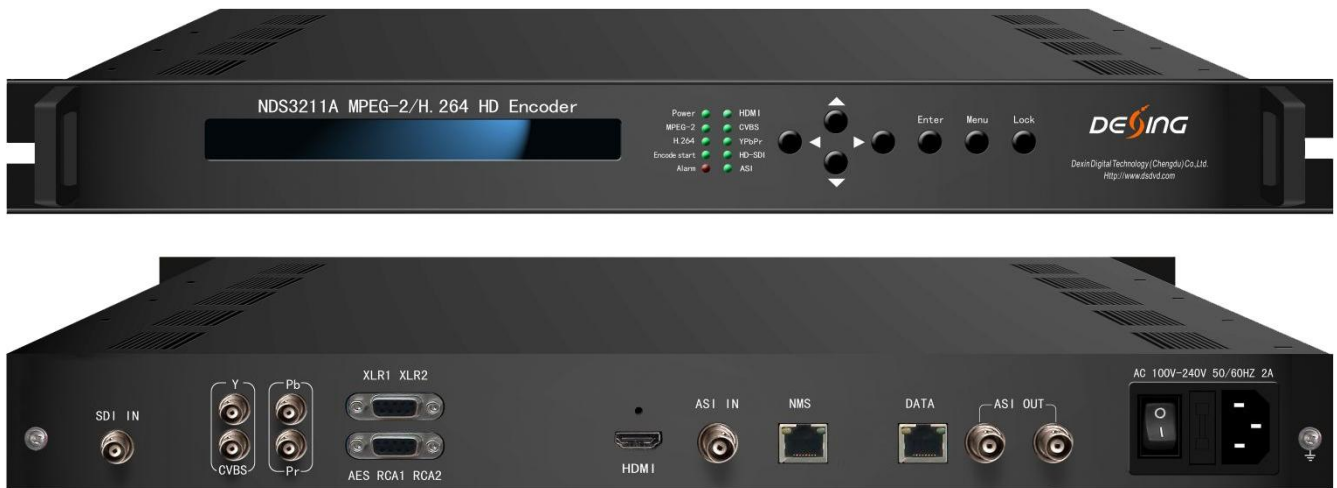 NDS3211A MPEG-2/H.264 HD Encoder
Power HDMI
MPEG-2 CVBS
H.264 YPbPr
Encode start HD-SDI
Alarm ASI
Enter Menu Lock
DESING
Dexin Digital Technology (Chengdu) Co.,Ltd.
Http://www.dsdvd.com
SDI IN
Y Pb
CVBS Pr
XLR1 XLR2
AES RCA1 RCA2
HDMI
ASI IN
NMS
DATA
ASI OUT
AC 100V-240V 50/60HZ 2A
O
I